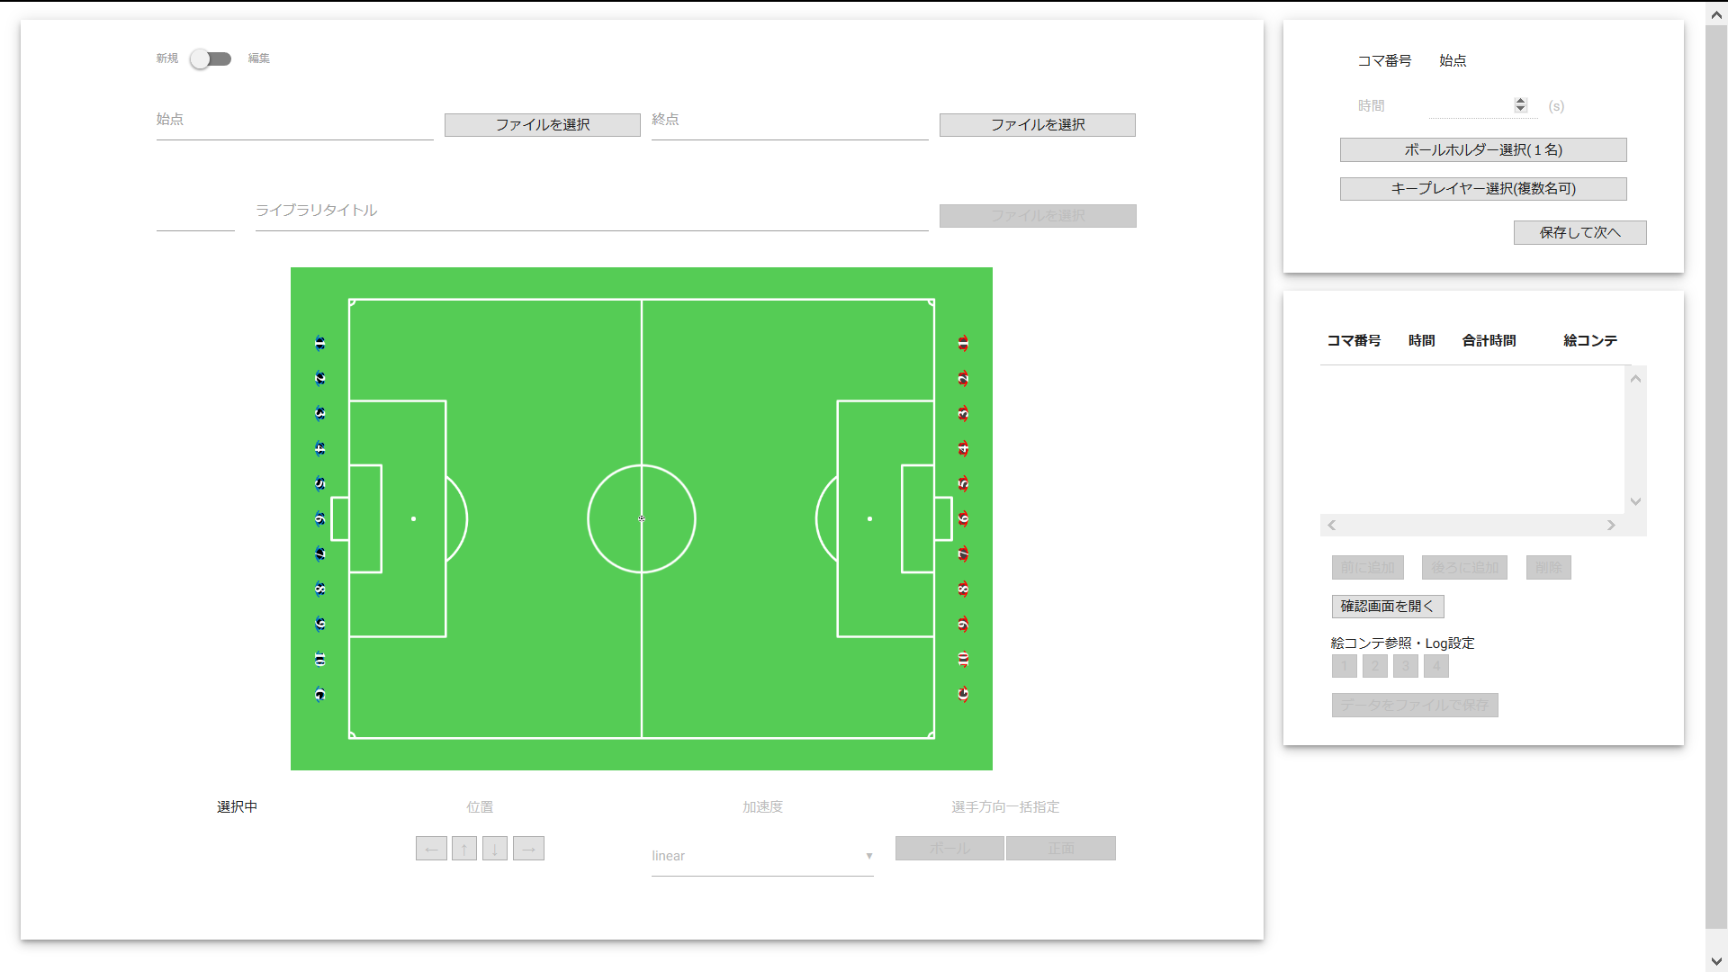 新規 編集
始点 ファイルを選択 終点 ファイルを選択
ライブラリタイトル ファイルを選択
1 1
2 2
3 3
4 4
5 5
6 6
7 7
8 8
9 9
10 10
選択中 位置 加速度 選手方向一括指定
← ↑ ↓ → linear ▼ ボール 正面
コマ番号 始点
時間 (s)
ボールホルダー選択(１名)
キープレイヤー選択(複数名可)
保存して次へ
コマ番号 時間 合計時間 絵コンテ
前に追加 後ろに追加 削除
確認画面を開く
絵コンテ参照・Log設定
1 2 3 4
データをファイルで保存